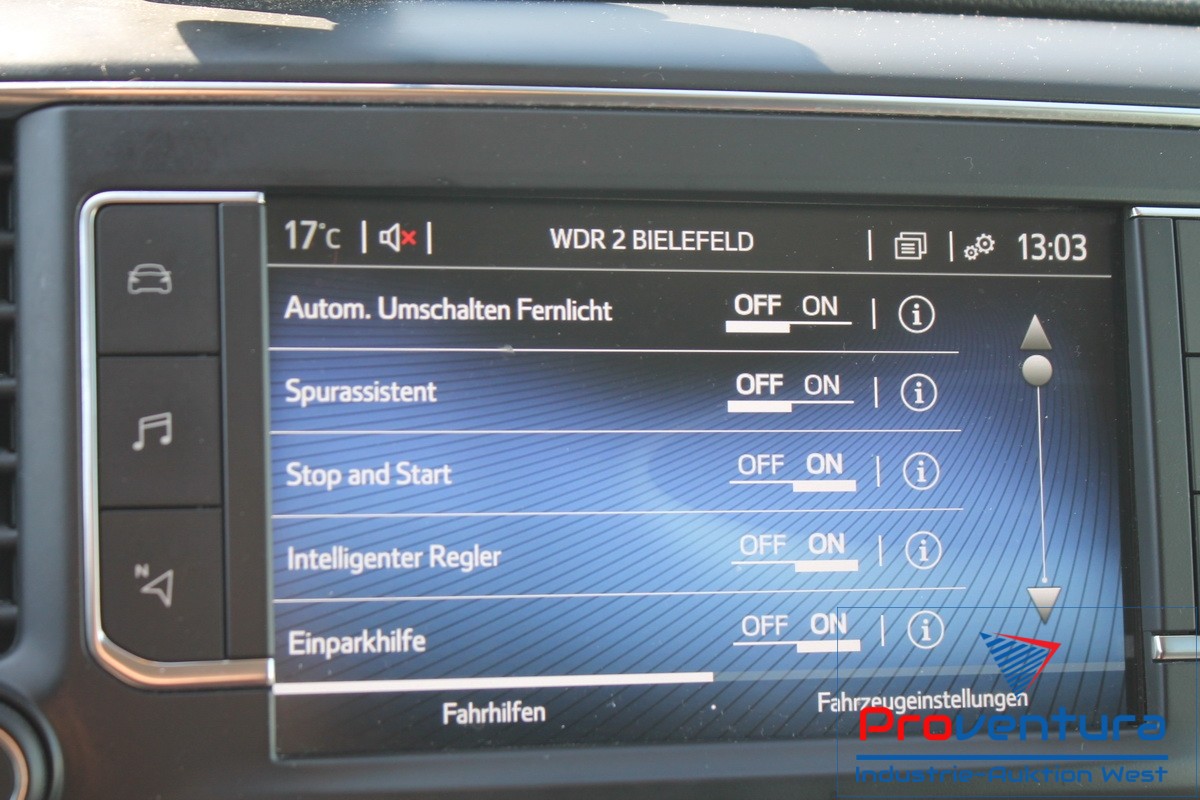 17°C WDR 2 BIELEFELD 13:03
Autom. Umschalten Fernlicht OFF ON i
Spurassistent OFF ON i
Stop and Start OFF ON i
Intelligenter Regler OFF ON i
Einparkhilfe OFF ON i
N
Fahrhilfen Fahrzeugeinstellungen
Proventura
Industrie-Auktion West